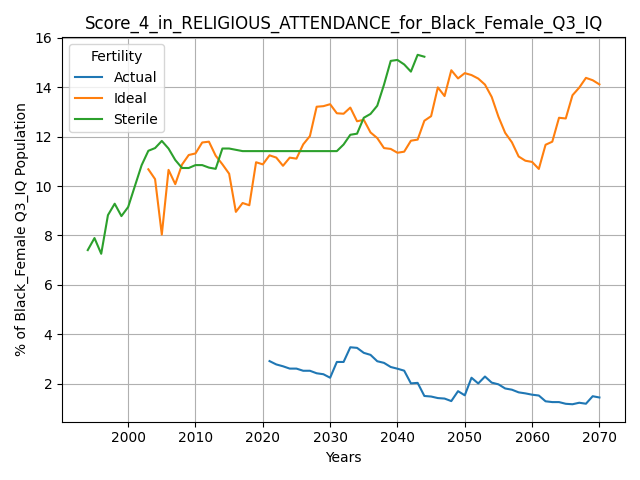 Score_4_in_RELIGIOUS_ATTENDANCE_for_Black_Female_Q3_IQ
Fertility
Actual
Ideal
Sterile
% of Black_Female Q3_IQ Population
16
14
12
10
8
6
4
2
2000 2010 2020 2030 2040 2050 2060 2070
Years